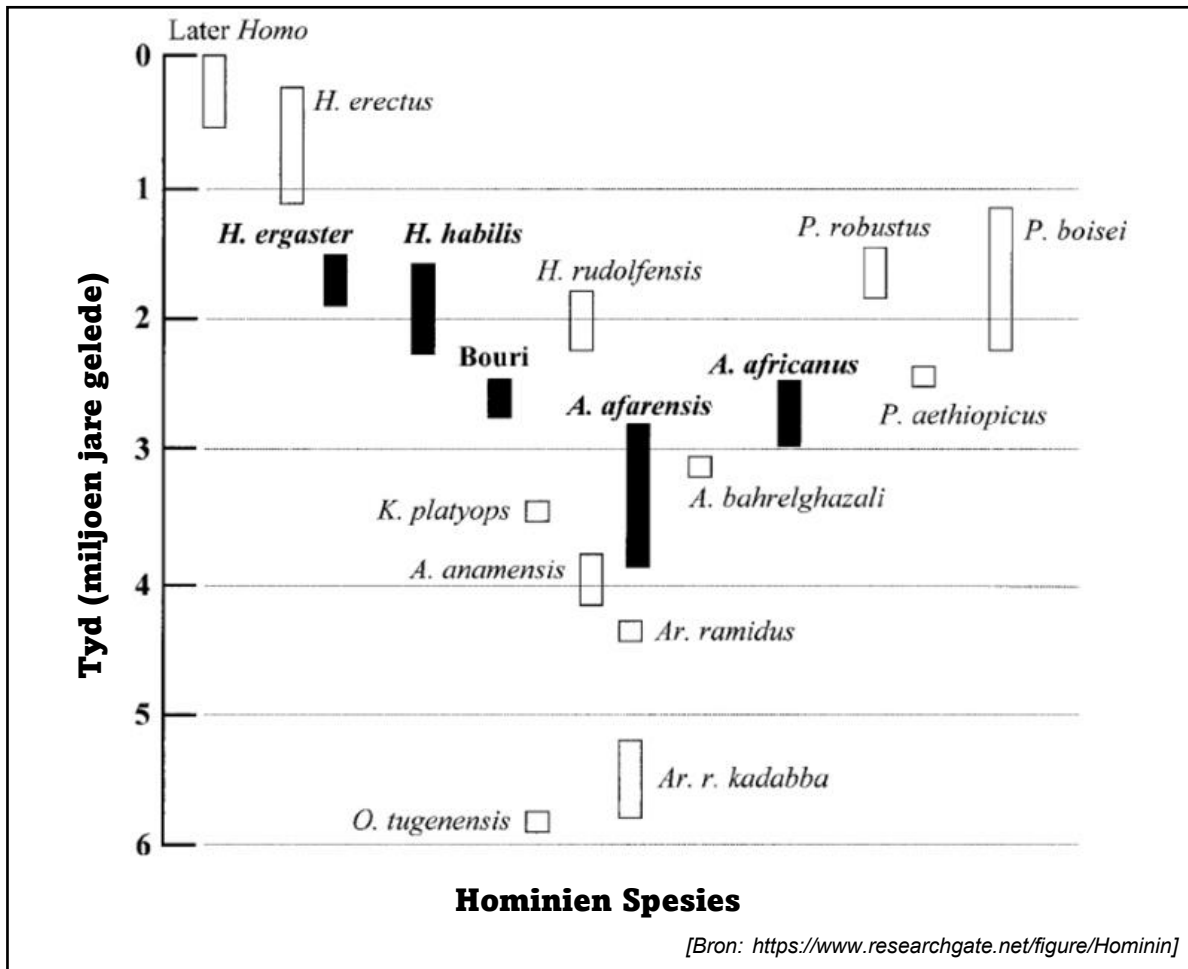 Later Homo
0
H. erectus
1
H. ergaster
H. habilis
P. robustus
P. boisei
H. rudolfensis
2
Bouri
A. africanus
A. afarensis
P. aethiopicus
3
A. bahrelghazali
K. platyops
A. anamensis
4
Ar. ramidus
5
Ar. r. kadabba
O. tugenensis
6
Tyd (miljoen jare gelede)
Hominien Spesies
[Bron: https://www.researchgate.net/figure/Hominin]